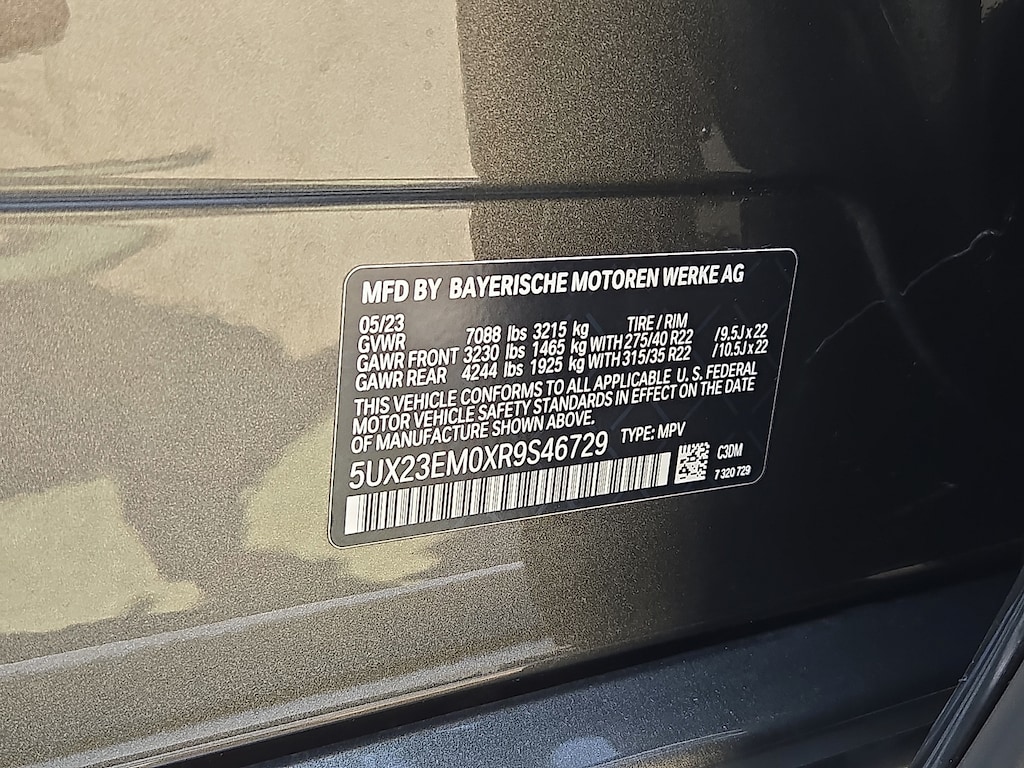 MFD BY BAYERISCHE MOTOREN WERKE AG
05/23 TIRE / RIM
GVWR 7088 lbs 3215 kg
GAWR FRONT 3230 lbs 1465 kg WITH 275/40 R22 /9.5J x 22
GAWR REAR 4244 lbs 1925 kg WITH 315/35 R22 /10.5J x 22
THIS VEHICLE CONFORMS TO ALL APPLICABLE U. S. FEDERAL
MOTOR VEHICLE SAFETY STANDARDS IN EFFECT ON THE DATE
OF MANUFACTURE SHOWN ABOVE.
5UX23EM0XR9S46729 TYPE: MPV
C3DM
7 320 729